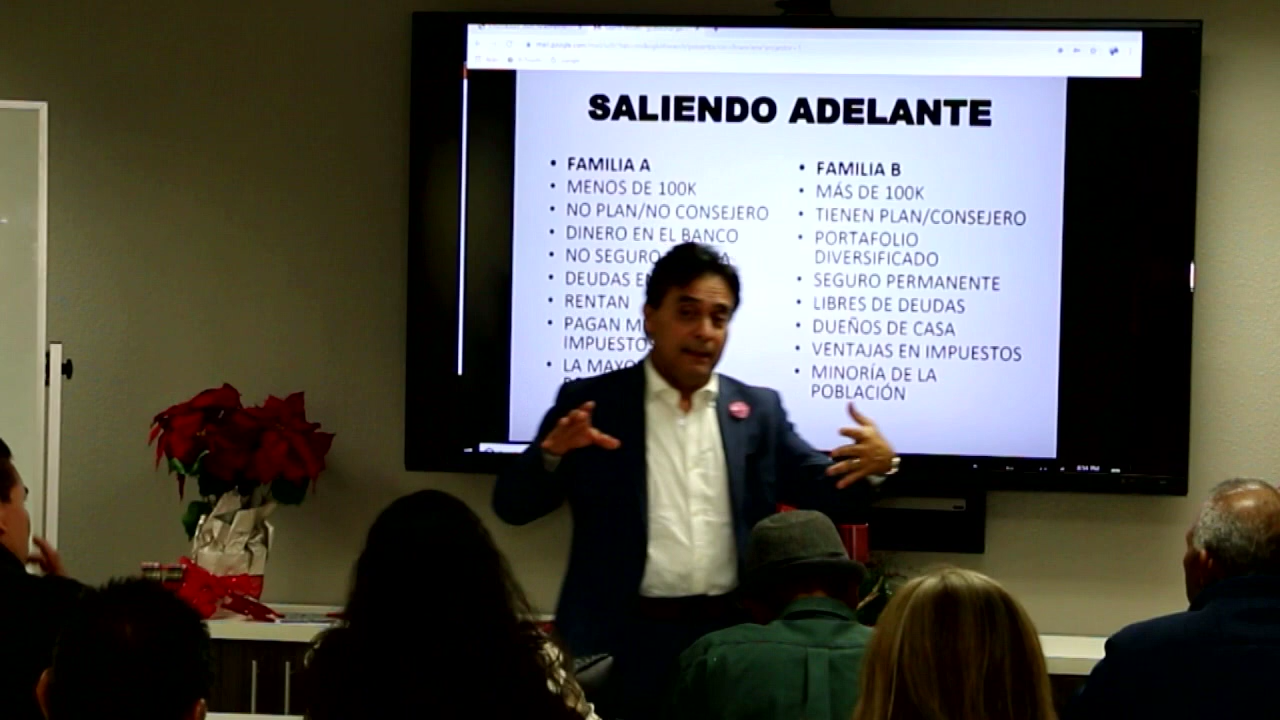 SALIENDO ADELANTE
FAMILIA A
MENOS DE 100K
NO PLAN/NO CONSEJERO
DINERO EN EL BANCO
NO SEGURO
DEUDAS
RENTAN
PAGAN
IMPUESTO
LA
FAMILIA B
MÁS DE 100K
TIENEN PLAN/CONSEJERO
PORTAFOLIO
DIVERSIFICADO
SEGURO PERMANENTE
LIBRES DE DEUDAS
DUEÑOS DE CASA
VENTAJAS EN IMPUESTOS
MINORÍA DE LA
POBLACIÓN